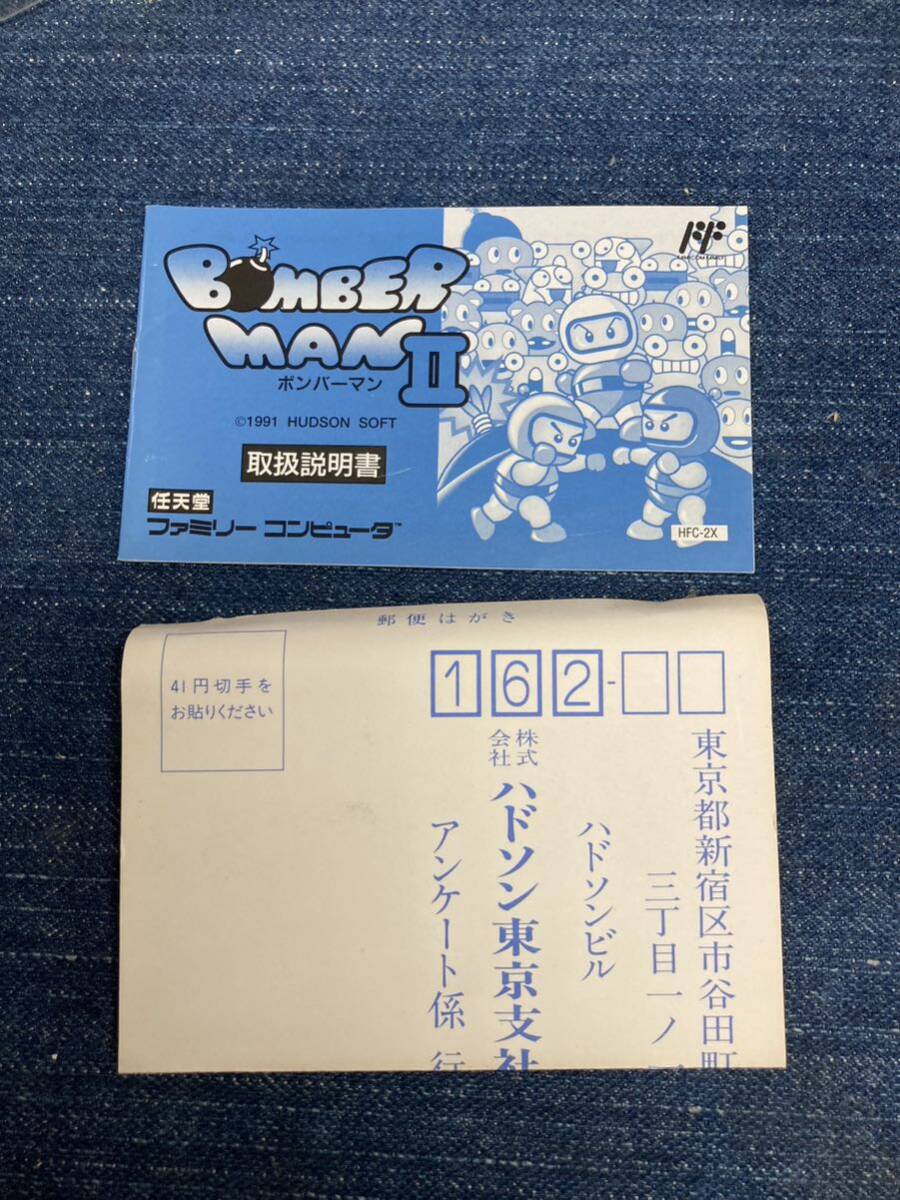 BOMBER
MAN II
ボンバーマン
©1991 HUDSON SOFT
取扱説明書
任天堂
ファミリー コンピュータ™
HFC-2X
郵便はがき
41円切手を
お貼りください
162-
東京都新宿区市谷田町
三丁目一ノ一
ハドソンビル
株式会社 ハドソン東京支社
アンケート係 行